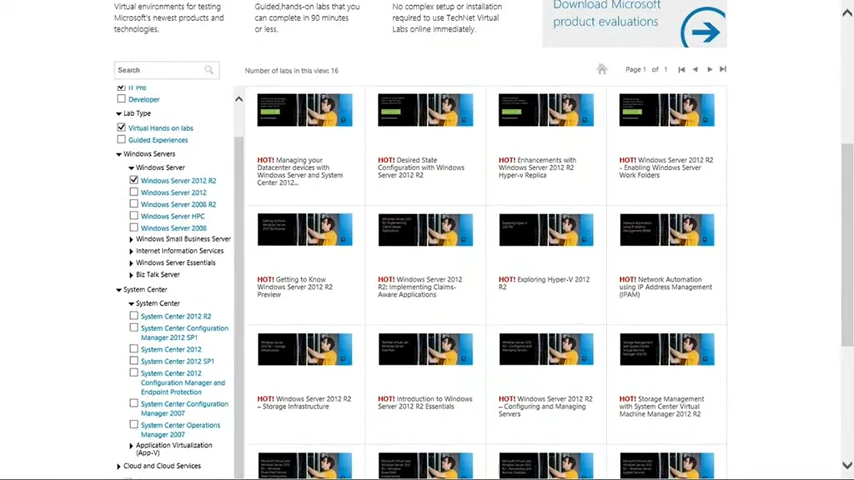 Virtual environments for testing
Microsoft's newest products and
technologies.
Guided,hands-on labs that you
can complete in 90 minutes
or less.
No complex setup or installation
required to use TechNet Virtual
Labs online immediately.
Download Microsoft
product evaluations
Search
Number of labs in this view: 16
Page 1 of 1
IT Pros
Developer
Lab Type
Virtual Hands on labs
Guided Experiences
Windows Servers
Windows Server
Windows Server 2012 R2
Windows Server 2012
Windows Server 2008 R2
Windows Server HPC
Windows Server 2008
Windows Small Business Server
Internet Information Services
Windows Server Essentials
Biz Talk Server
System Center
System Center
System Center 2012 R2
System Center Configuration
Manager 2012 SP1
System Center 2012
System Center 2012 SP1
System Center 2012
Configuration Manager and
Endpoint Protection
System Center Configuration
Manager 2007
System Center Operations
Manager 2007
Application Virtualization
(App-V)
Cloud and Cloud Services
HOT! Managing your
Datacenter devices with
Windows Server and System
Center 2012...
HOT! Desired State
Configuration with Windows
Server 2012 R2
HOT! Enhancements with
Windows Server 2012 R2
Hyper-v Replica
HOT! Windows Server 2012 R2
- Enabling Windows Server
Work Folders
HOT! Getting to Know
Windows Server 2012 R2
Preview
HOT! Windows Server 2012
R2: Implementing Claims-
Aware Applications
HOT! Exploring Hyper-V 2012
R2
HOT! Network Automation
using IP Address Management
(IPAM)
HOT! Windows Server 2012 R2
– Storage Infrastructure
HOT! Introduction to Windows
Server 2012 R2 Essentials
HOT! Windows Server 2012 R2
– Configuring and Managing
Servers
HOT! Storage Management
with System Center Virtual
Machine Manager 2012 R2